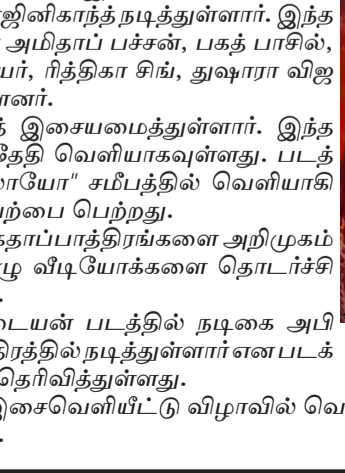 ஜினிகாந்த் நடித்துள்ளார். இந்த
அமிதாப் பச்சன், பகத் பாசில்,
யர், ரித்திகா சிங், துஷாரா விஜ
ானர்.
் இசையமைத்துள்ளார். இந்த
தேதி வெளியாகவுள்ளது. படத்
ாயோ" சமீபத்தில் வெளியாகி
ற்பை பெற்றது.
கதாப்பாத்திரங்களை அறிமுகம்
ழு வீடியோக்களை தொடர்ச்சி
.
டையன் படத்தில் நடிகை அபி
திரத்தில் நடித்துள்ளார் என படக்
தெரிவித்துள்ளது.
இசைவெளியீட்டு விழாவில் வெ
.